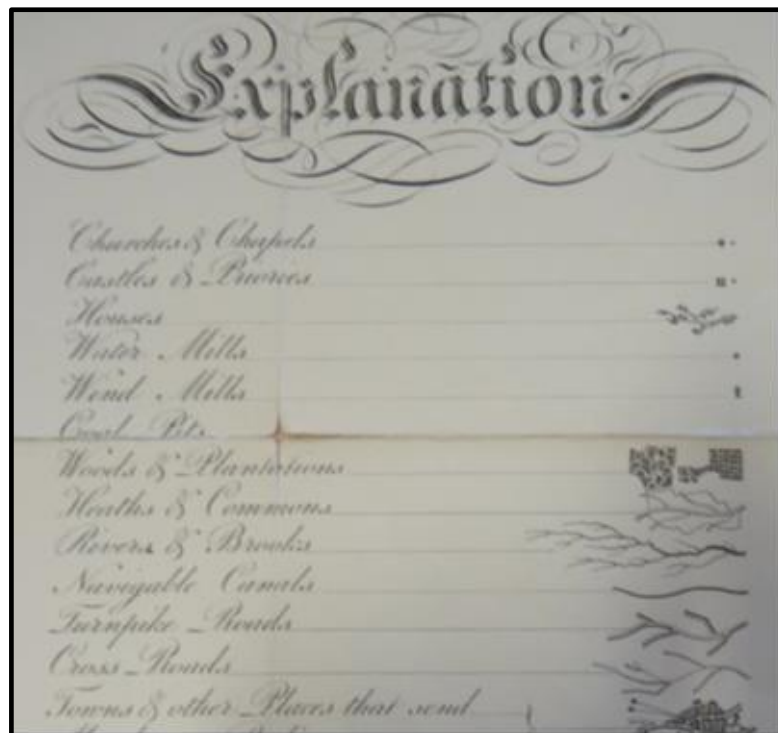 Explanation.
Churches & Chapels
Castles & Priories
Houses
Water Mills
Wind Mills
Coal Pits
Woods & Plantations
Heaths & Commons
Rivers & Brooks
Navigable Canals
Turnpike Roads
Cross Roads
Towns & other Places that send